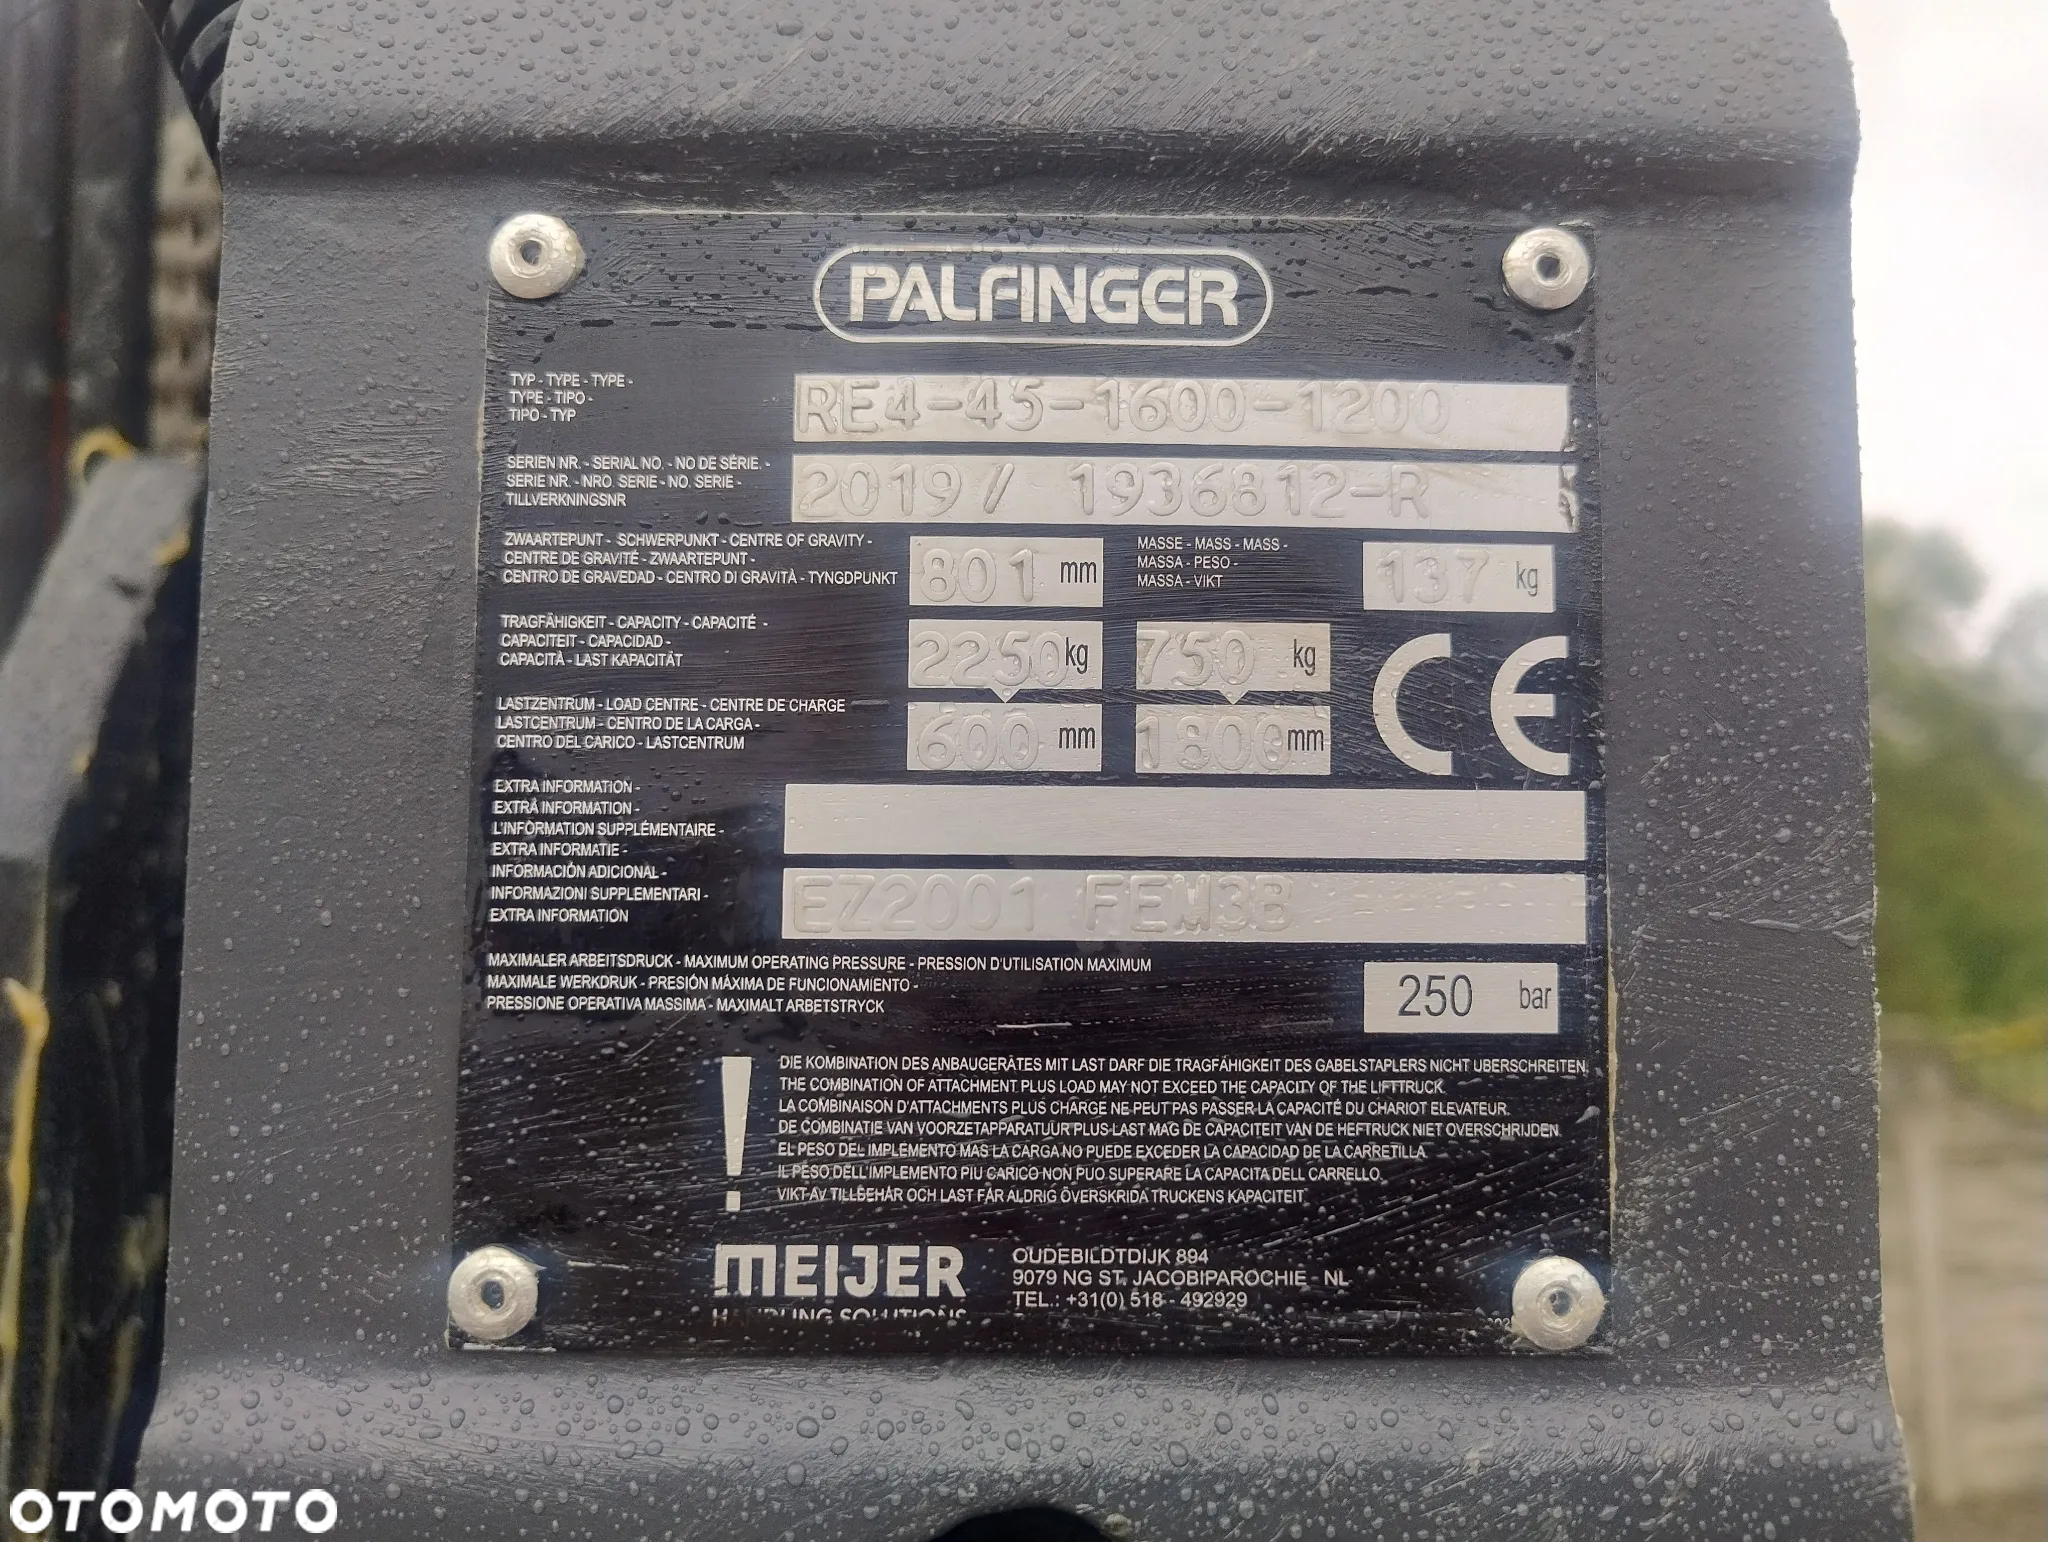 PALFINGER
TYP - TYPE - TYPE -
TYPE - TIPO -
TIPO - TYP
RE4-45-1600-1200
SERIEN NR. - SERIAL NO. - NO DE SÉRIE. -
SERIE NR. - NRO. SERIE - NO. SERIE -
TILLVERKNINGSNR
2019/ 1936812-R
ZWAARTEPUNT - SCHWERPUNKT - CENTRE OF GRAVITY -
CENTRE DE GRAVITÉ - ZWAARTEPUNT -
CENTRO DE GRAVEDAD - CENTRO DI GRAVITÀ - TYNGDPUNKT
801 mm
MASSE - MASS - MASS -
MASSA - PESO -
MASSA - VIKT
137 kg
TRAGFÄHIGKEIT - CAPACITY - CAPACITÉ -
CAPACITEIT - CAPACIDAD -
CAPACITÀ - LAST KAPACITÄT
2250 kg
750 kg
CE
LASTZENTRUM - LOAD CENTRE - CENTRE DE CHARGE
LASTCENTRUM - CENTRO DE LA CARGA -
CENTRO DEL CARICO - LASTCENTRUM
600 mm
1800 mm
EXTRA INFORMATION -
EXTRA INFORMATION -
L'INFORMATION SUPPLÉMENTAIRE -
EXTRA INFORMATIE -
INFORMACIÓN ADICIONAL -
INFORMAZIONI SUPPLEMENTARI -
EXTRA INFORMATION
EZ2001 FEM3B
MAXIMALER ARBEITSDRUCK - MAXIMUM OPERATING PRESSURE - PRESSION D'UTILISATION MAXIMUM
MAXIMALE WERKDRUK - PRESIÓN MÁXIMA DE FUNCIONAMIENTO -
PRESSIONE OPERATIVA MASSIMA - MAXIMALT ARBETSTRYCK
250 bar
!
DIE KOMBINATION DES ANBAUGERÄTES MIT LAST DARF DIE TRAGFÄHIGKEIT DES GABELSTAPLERS NICHT UBERSCHREITEN.
THE COMBINATION OF ATTACHMENT PLUS LOAD MAY NOT EXCEED THE CAPACITY OF THE LIFTTRUCK.
LA COMBINAISON D'ATTACHMENTS PLUS CHARGE NE PEUT PAS PASSER LA CAPACITÉ DU CHARIOT ELEVATEUR.
DE COMBINATIE VAN VOORZETAPPARATUUR PLUS LAST MAG DE CAPACITEIT VAN DE HEFTRUCK NIET OVERSCHRIJDEN.
EL PESO DEL IMPLEMENTO MAS LA CARGA NO PUEDE EXCEDER LA CAPACIDAD DE LA CARRETILLA.
IL PESO DELL'IMPLEMENTO PIU CARICO NON PUO SUPERARE LA CAPACITA DELL CARRELLO.
VIKT AV TILLBEHÄR OCH LAST FÄR ALDRIG ÖVERSKRIDA TRUCKENS KAPACITEIT.
MEIJER
HANDLING SOLUTIONS
OUDEBILDTDIJK 894
9079 NG ST. JACOBIPAROCHIE - NL
TEL.: +31(0) 518 - 492929
OTOMOTO